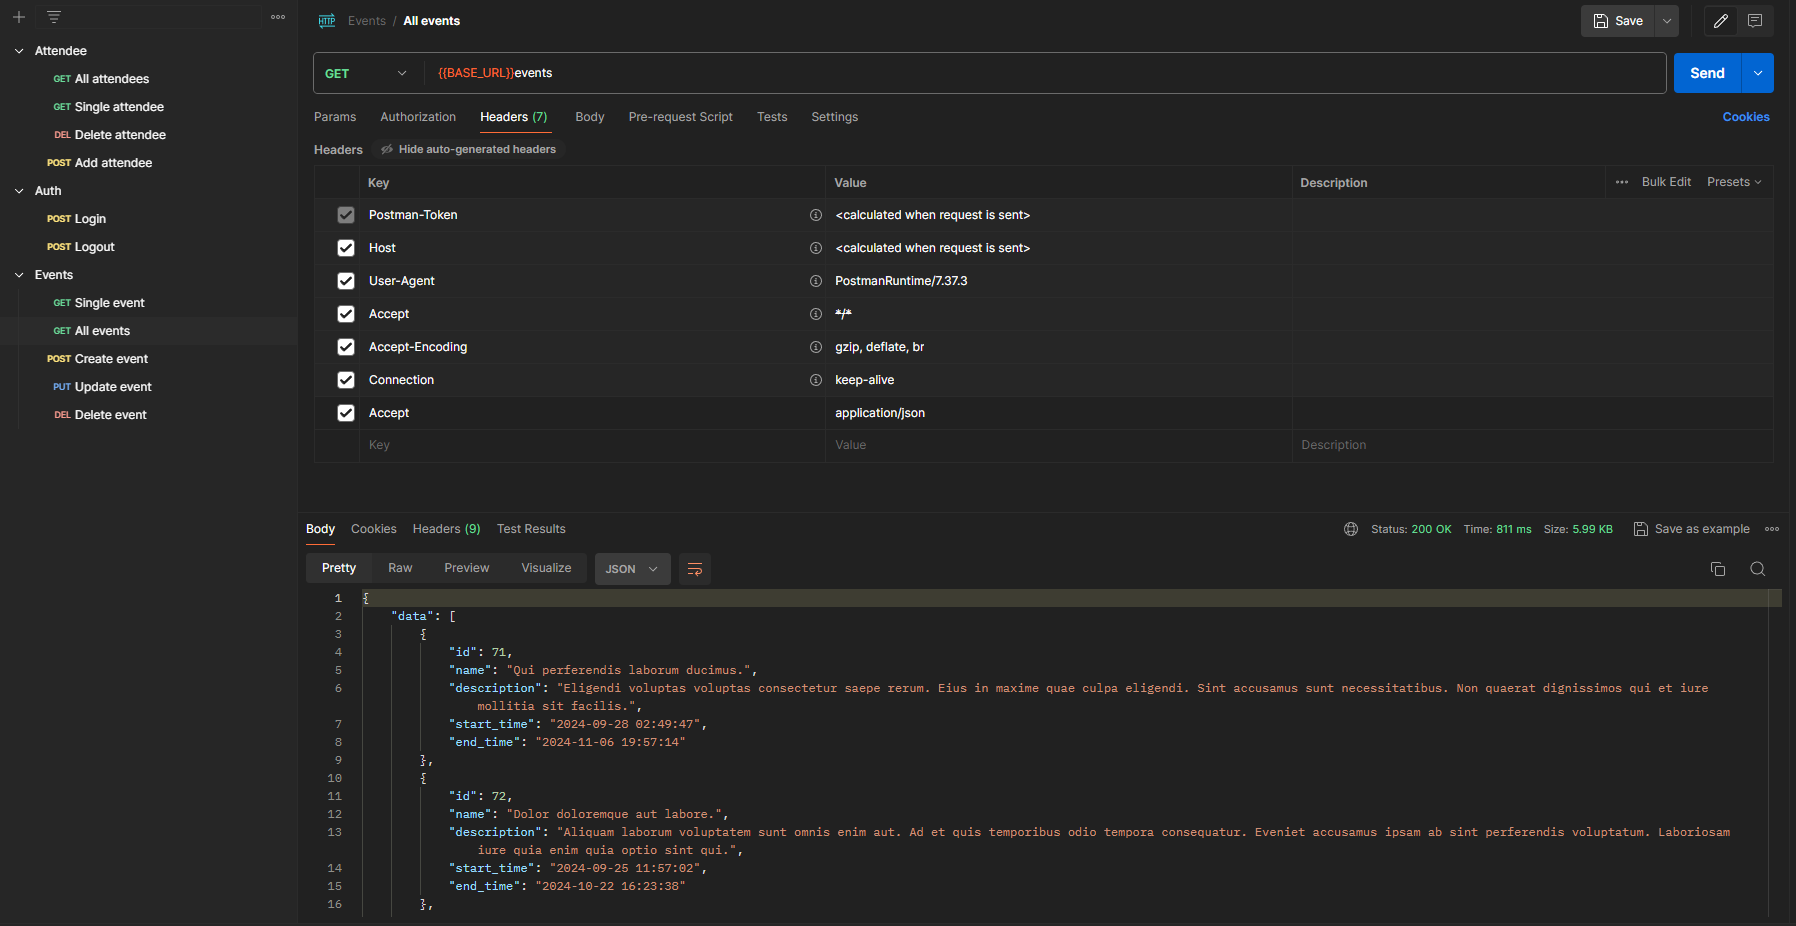 Attendee
GET All attendees
GET Single attendee
DEL Delete attendee
POST Add attendee
Auth
POST Login
POST Logout
Events
GET Single event
GET All events
POST Create event
PUT Update event
DEL Delete event
HTTP Events / All events
Save
GET {{BASE_URL}}events
Send
Params Authorization Headers (7) Body Pre-request Script Tests Settings Cookies
Headers Hide auto-generated headers
Key Value Description Bulk Edit Presets
Postman-Token <calculated when request is sent>
Host <calculated when request is sent>
User-Agent PostmanRuntime/7.37.3
Accept */*
Accept-Encoding gzip, deflate, br
Connection keep-alive
Accept application/json
Key Value Description
Body Cookies Headers (9) Test Results Status: 200 OK Time: 811 ms Size: 5.99 KB Save as example
Pretty Raw Preview Visualize JSON
1 {
2 "data": [
3 {
4 "id": 71,
5 "name": "Qui perferendis laborum ducimus.",
6 "description": "Eligendi voluptas voluptas consectetur saepe rerum. Eius in maxime quae culpa eligendi. Sint accusamus sunt necessitatibus. Non quaerat dignissimos qui et iure
mollitia sit facilis.",
7 "start_time": "2024-09-28 02:49:47",
8 "end_time": "2024-11-06 19:57:14"
9 },
10 {
11 "id": 72,
12 "name": "Dolor doloremque aut labore.",
13 "description": "Aliquam laborum voluptatem sunt omnis enim aut. Ad et quis temporibus odio tempora consequatur. Eveniet accusamus ipsam ab sint perferendis voluptatum. Laboriosam
iure quia enim quia optio sint qui.",
14 "start_time": "2024-09-25 11:57:02",
15 "end_time": "2024-10-22 16:23:38"
16 },